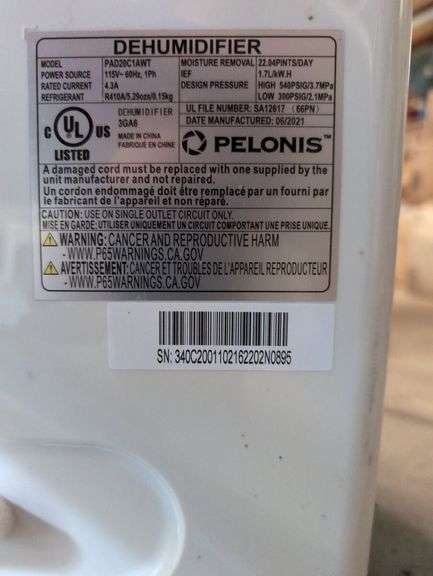 DEHUMIDIFIER
MODEL PAD20C1AWT MOISTURE REMOVAL 22.04PINTS/DAY
POWER SOURCE 115V~ 60Hz, 1Ph IEF 1.7L/kW.H
RATED CURRENT 4.3A DESIGN PRESSURE HIGH 540PSIG/3.7MPa
REFRIGERANT R410A/5.29ozs/0.15kg LOW 300PSIG/2.1MPa
UL FILE NUMBER: SA12617 (66PN)
DATE MANUFACTURED: 06/2021
C UL US
LISTED
DEHUMIDIFIER
3GA6
MADE IN CHINA
FABRIQUE EN CHINE
PELONIS™
A damaged cord must be replaced with one supplied by the
unit manufacturer and not repaired.
Un cordon endommagé doit être remplacé par un fourni par
le fabricant de l'appareil et non réparé.
CAUTION: USE ON SINGLE OUTLET CIRCUIT ONLY.
MISE EN GARDE: UTILISER UNIQUEMENT UN CIRCUIT COMPORTANT UNE PRISE UNIQUE.
WARNING: CANCER AND REPRODUCTIVE HARM
- WWW.P65WARNINGS.CA.GOV
AVERTISSEMENT: CANCER ET TROUBLES DE L'APPAREIL REPRODUCTEUR
- WWW.P65WARNINGS.CA.GOV
SN: 340C2001102162202N0895